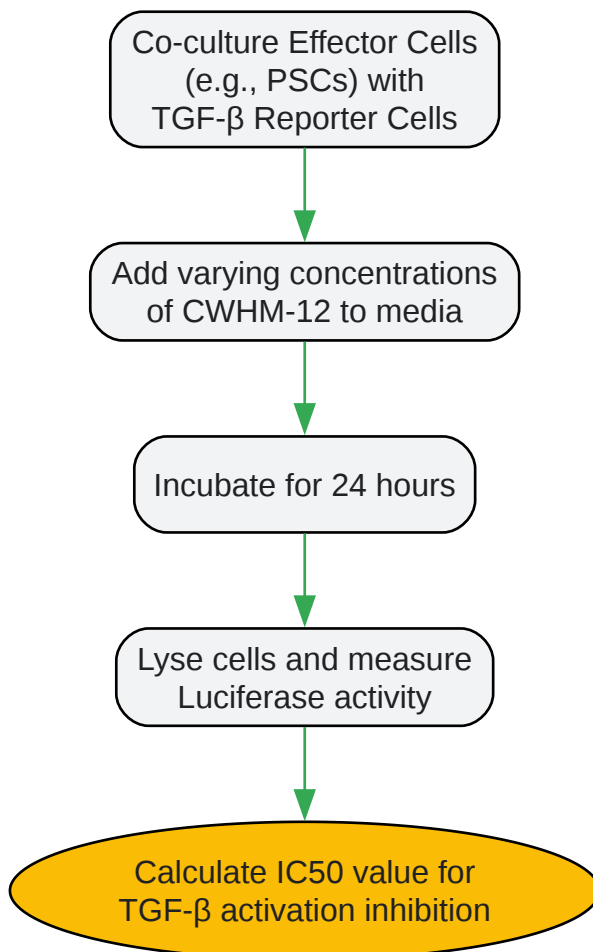 Co-culture Effector Cells
(e.g., PSCs) with
TGF-β Reporter Cells
Add varying concentrations
of CWHM-12 to media
Incubate for 24 hours
Lyse cells and measure
Luciferase activity
Calculate IC50 value for
TGF-β activation inhibition